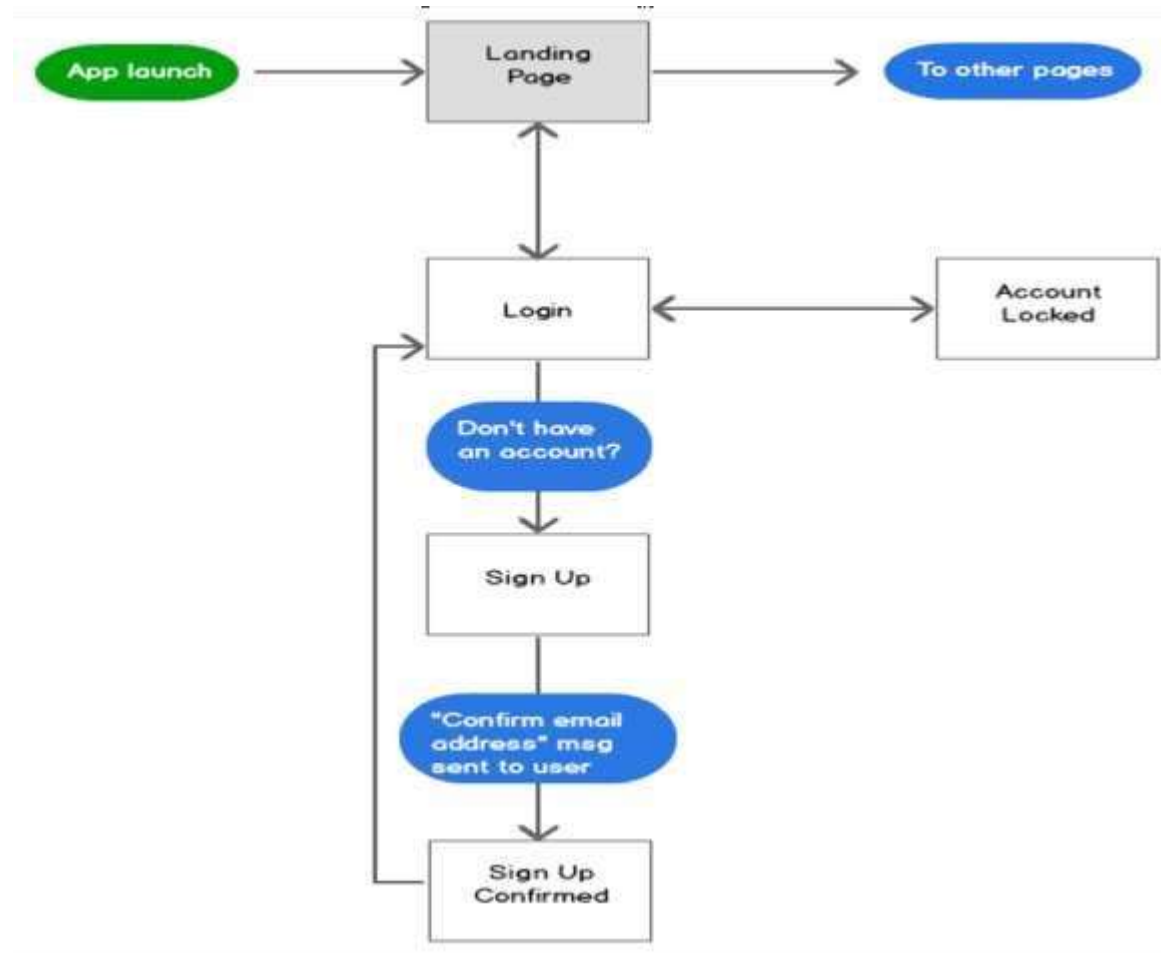 App launch
Landing
Page
To other pages
Login
Account
Locked
Don't have
an account?
Sign Up
"Confirm email
address" msg
sent to user
Sign Up
Confirmed